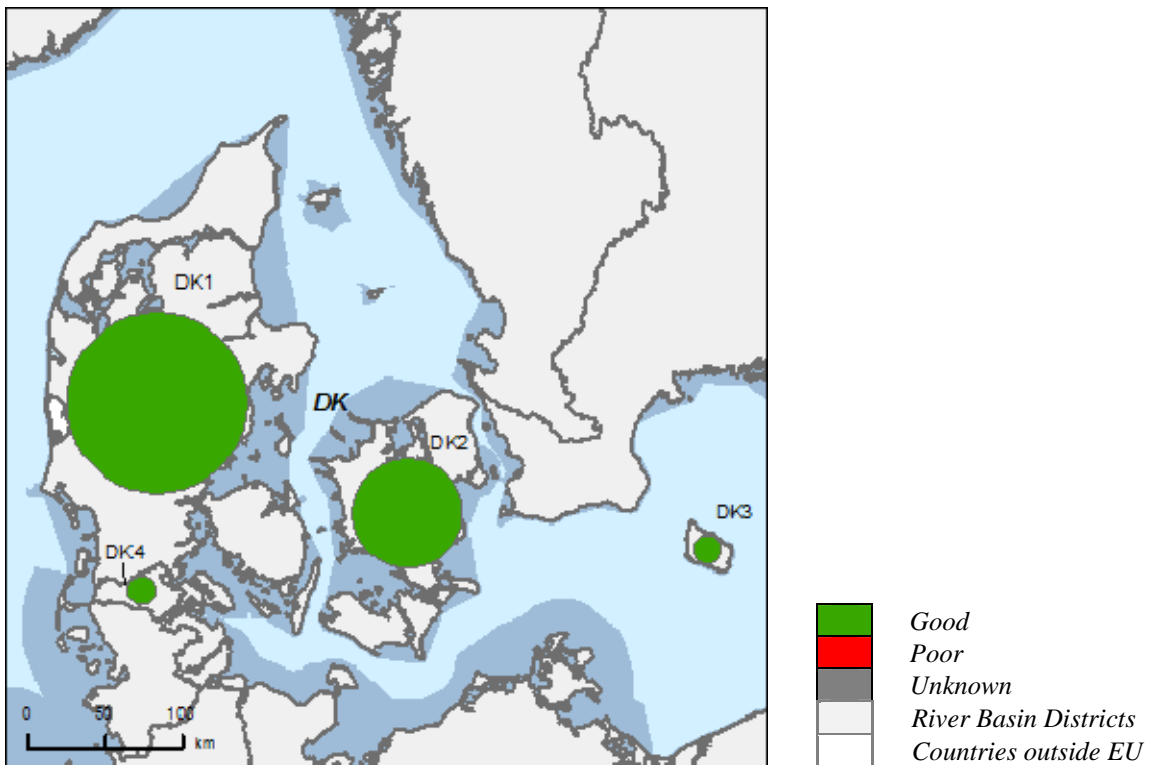 DK1
DK
DK2
DK3
DK4
0 50 100
km
Good
Poor
Unknown
River Basin Districts
Countries outside EU